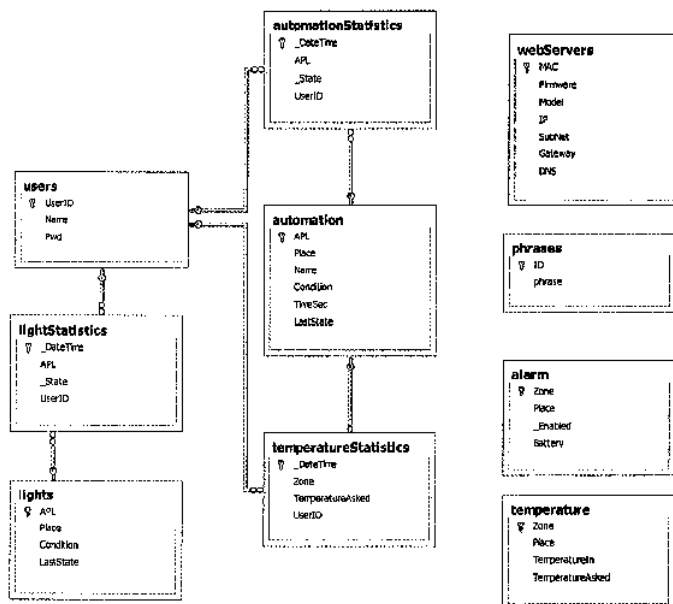 automationStatistics
_DateTime
APL
_State
UserID
webServers
MAC
Firmware
Model
IP
SubNet
Gateway
DNS
users
UserID
Name
Pwd
automation
APL
Place
Name
Condition
TimeSec
LastState
phrases
ID
phrase
lightStatistics
_DateTime
APL
_State
UserID
alarm
Zone
Place
_Enabled
Battery
temperatureStatistics
_DateTime
Zone
TemperatureAsked
UserID
lights
APL
Place
Condition
LastState
temperature
Zone
Place
TemperatureIn
TemperatureAsked